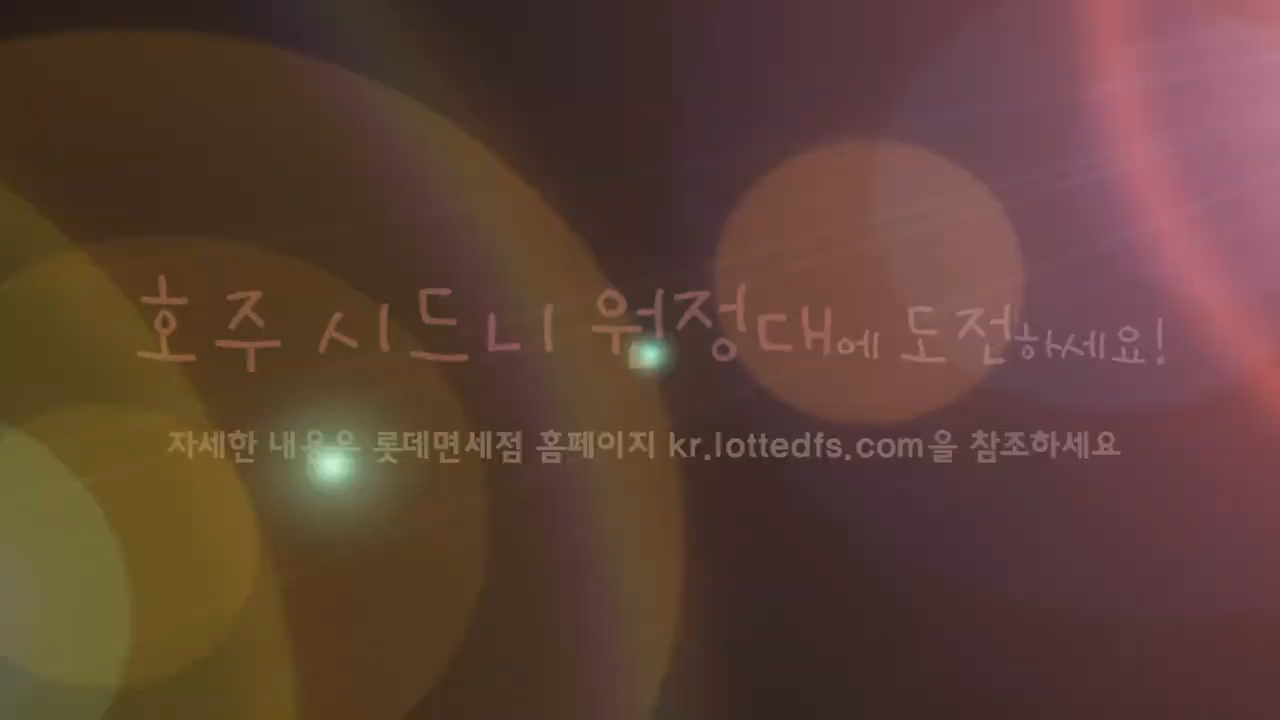 호주 시드니 원정대에 도전하세요!
자세한 내용은 롯데면세점 홈페이지 kr.lottedfs.com을 참조하세요